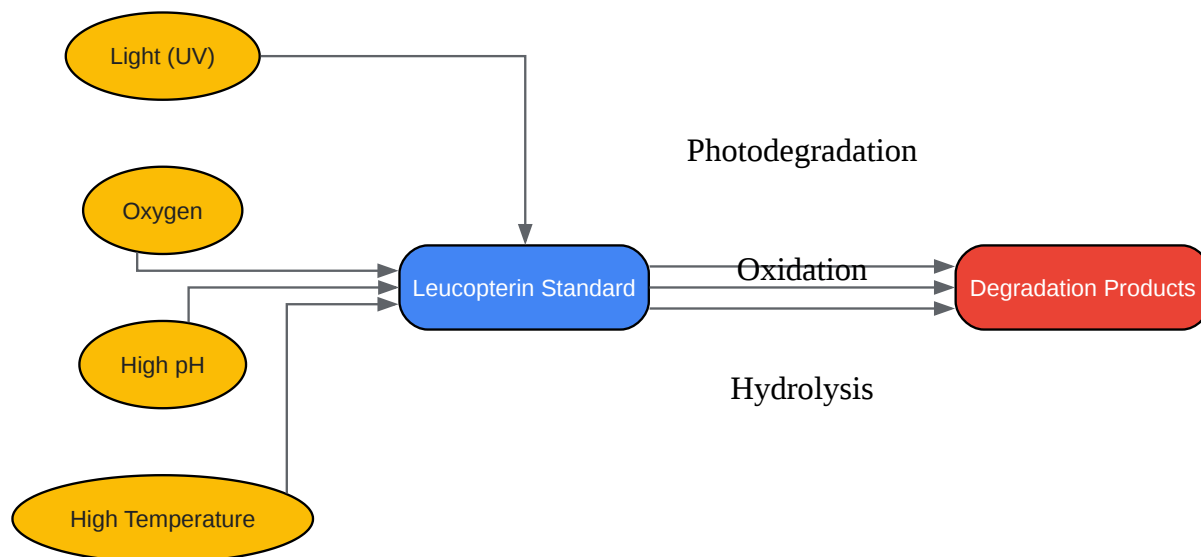 Light (UV)
Photodegradation
Oxygen
Leucopterin Standard
Oxidation
Degradation Products
High pH
Hydrolysis
High Temperature